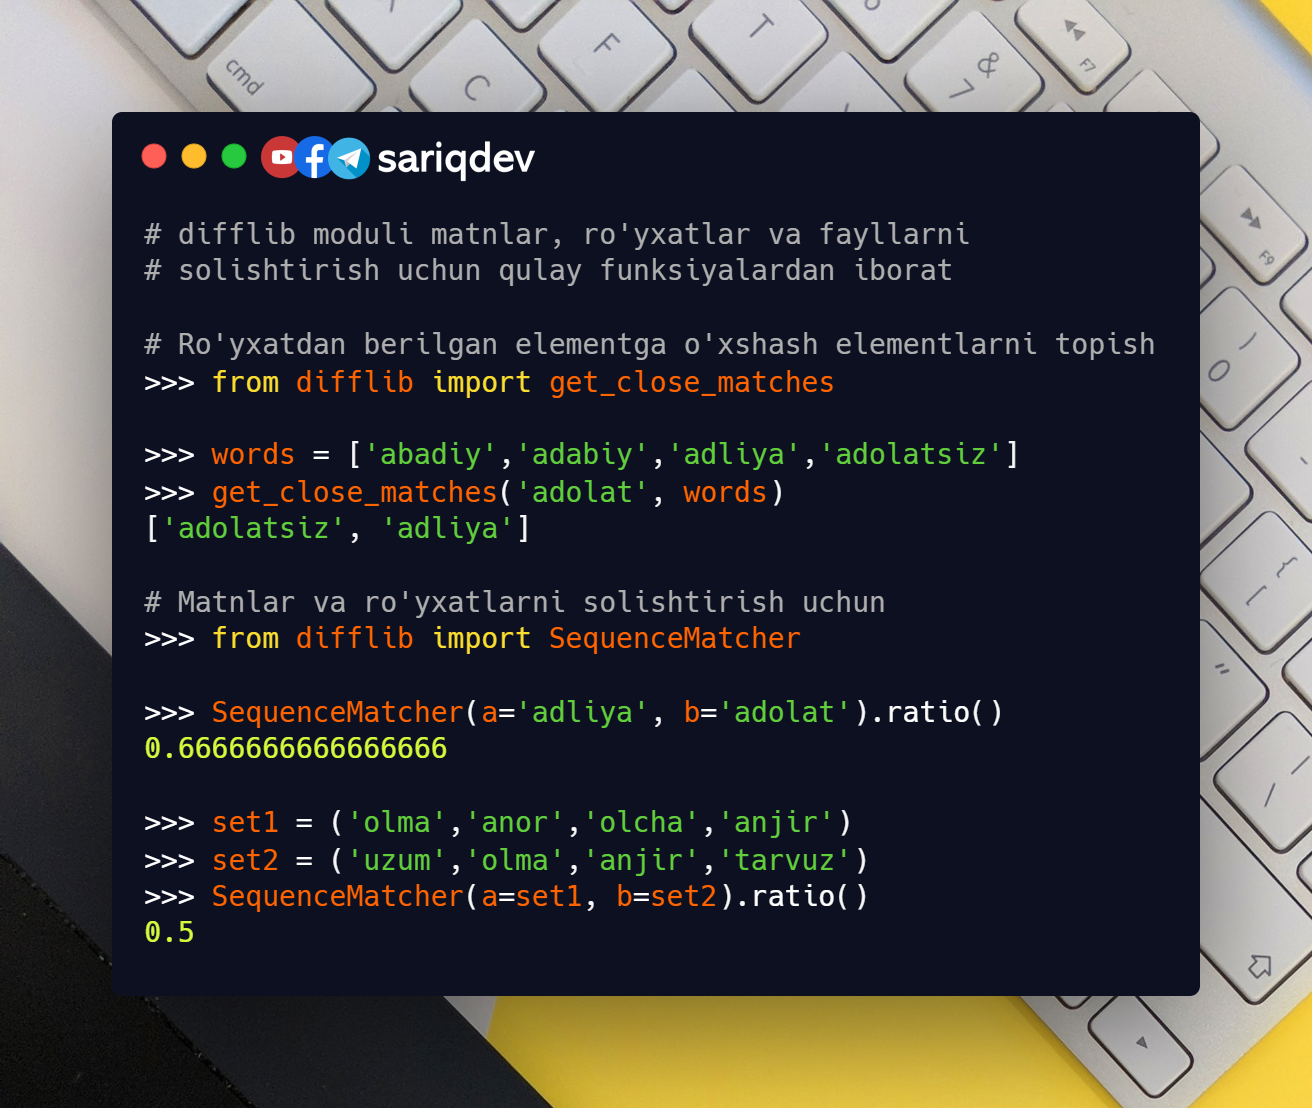 cmd
C
F
T
&
7
F7
F9
)
0
{
[
"
sariqdev
# difflib moduli matnlar, ro'yxatlar va fayllarni
# solishtirish uchun qulay funksiyalardan iborat
# Ro'yxatdan berilgan elementga o'xshash elementlarni topish
>>> from difflib import get_close_matches
>>> words = ['abadiy','adabiy','adliya','adolatsiz']
>>> get_close_matches('adolat', words)
['adolatsiz', 'adliya']
# Matnlar va ro'yxatlarni solishtirish uchun
>>> from difflib import SequenceMatcher
>>> SequenceMatcher(a='adliya', b='adolat').ratio()
0.6666666666666666
>>> set1 = ('olma','anor','olcha','anjir')
>>> set2 = ('uzum','olma','anjir','tarvuz')
>>> SequenceMatcher(a=set1, b=set2).ratio()
0.5